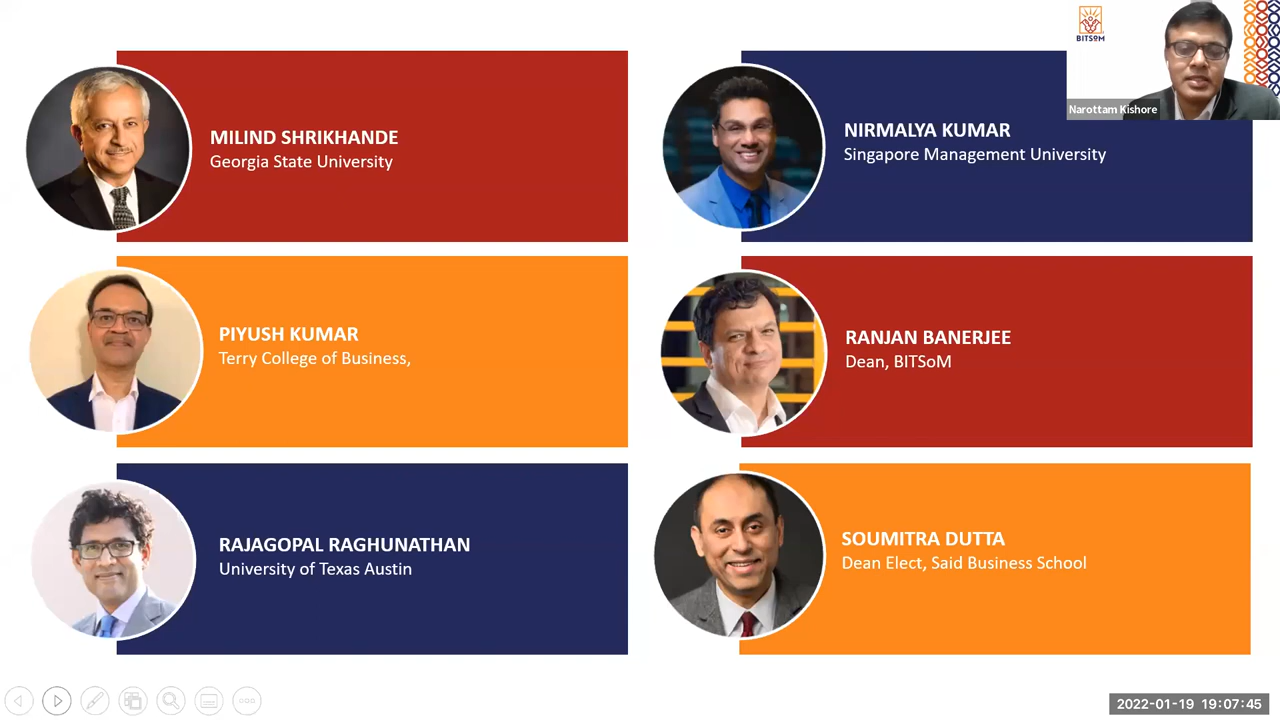 BITSoM
Narottam Kishore
MILIND SHRIKHANDE
Georgia State University
NIRMALYA KUMAR
Singapore Management University
PIYUSH KUMAR
Terry College of Business,
RANJAN BANERJEE
Dean, BITSoM
RAJAGOPAL RAGHUNATHAN
University of Texas Austin
SOUMITRA DUTTA
Dean Elect, Said Business School
2022-01-19 19:07:45